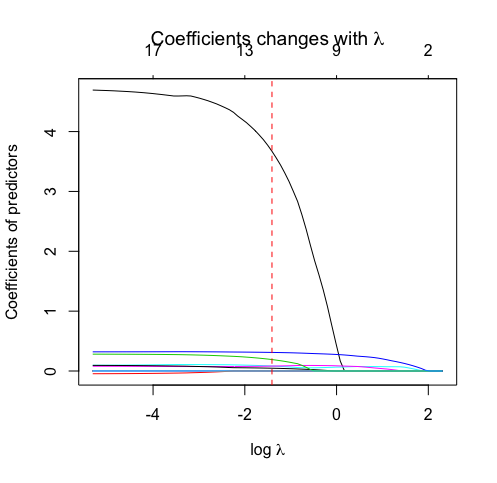 Coefficients changes with λ
17 13 9 2
Coefficients of predictors
4
3
2
1
0
-4 -2 0 2
log λ